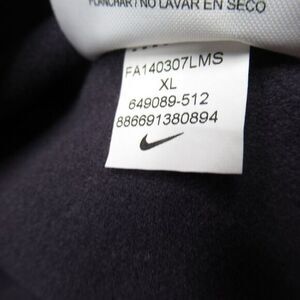 PLANCHAR / NO LAVAR EN SECO
FA140307LMS
XL
649089-512
886691380894